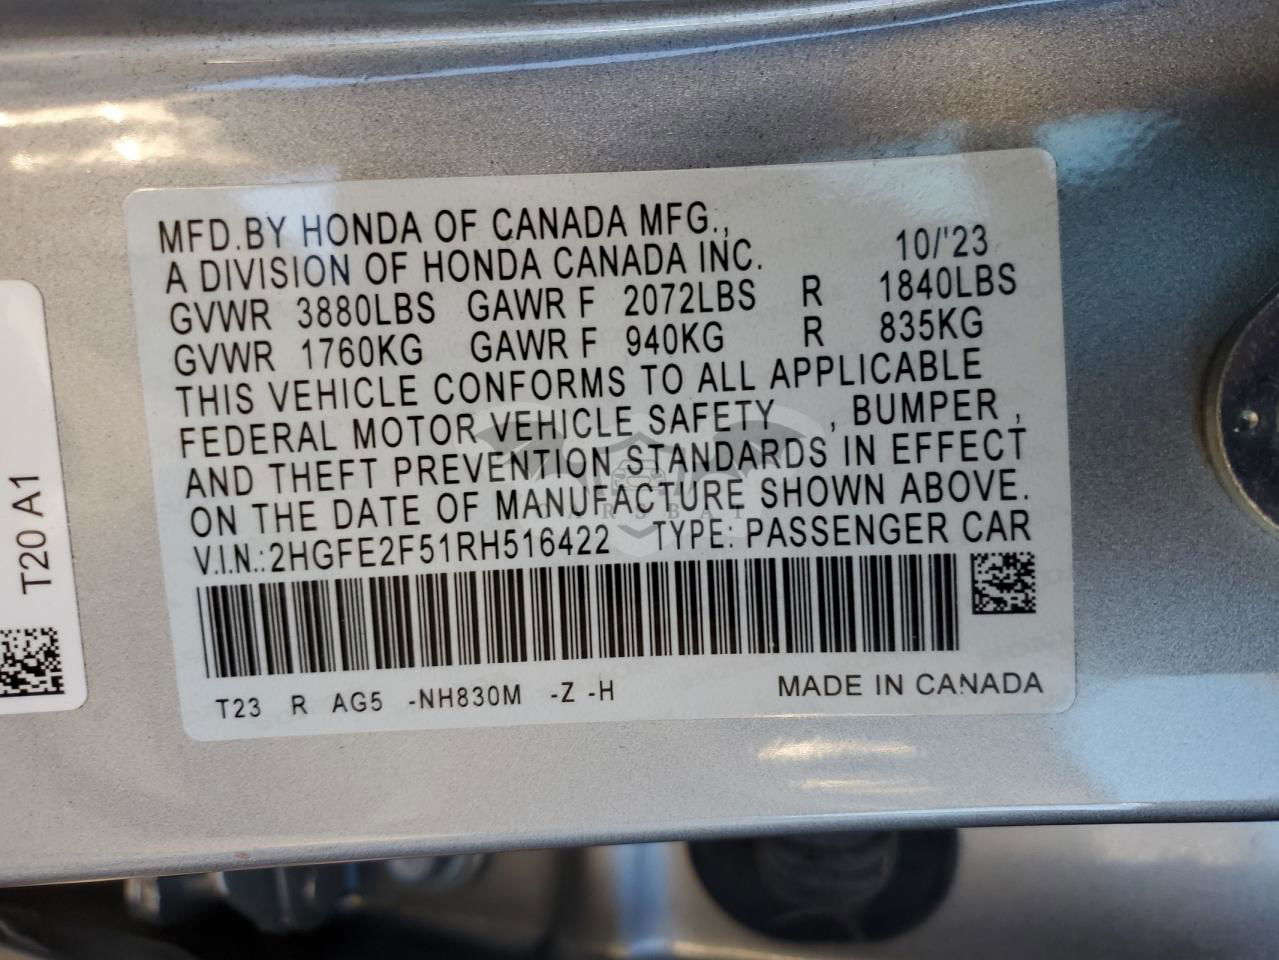 MFD.BY HONDA OF CANADA MFG.,
A DIVISION OF HONDA CANADA INC. 10/'23
GVWR 3880LBS GAWR F 2072LBS R 1840LBS
GVWR 1760KG GAWR F 940KG R 835KG
THIS VEHICLE CONFORMS TO ALL APPLICABLE
FEDERAL MOTOR VEHICLE SAFETY , BUMPER ,
AND THEFT PREVENTION STANDARDS IN EFFECT
ON THE DATE OF MANUFACTURE SHOWN ABOVE.
V.I.N.:2HGFE2F51RH516422 TYPE: PASSENGER CAR
T23 R AG5 -NH830M -Z -H MADE IN CANADA
T20 A1
CARSBAT